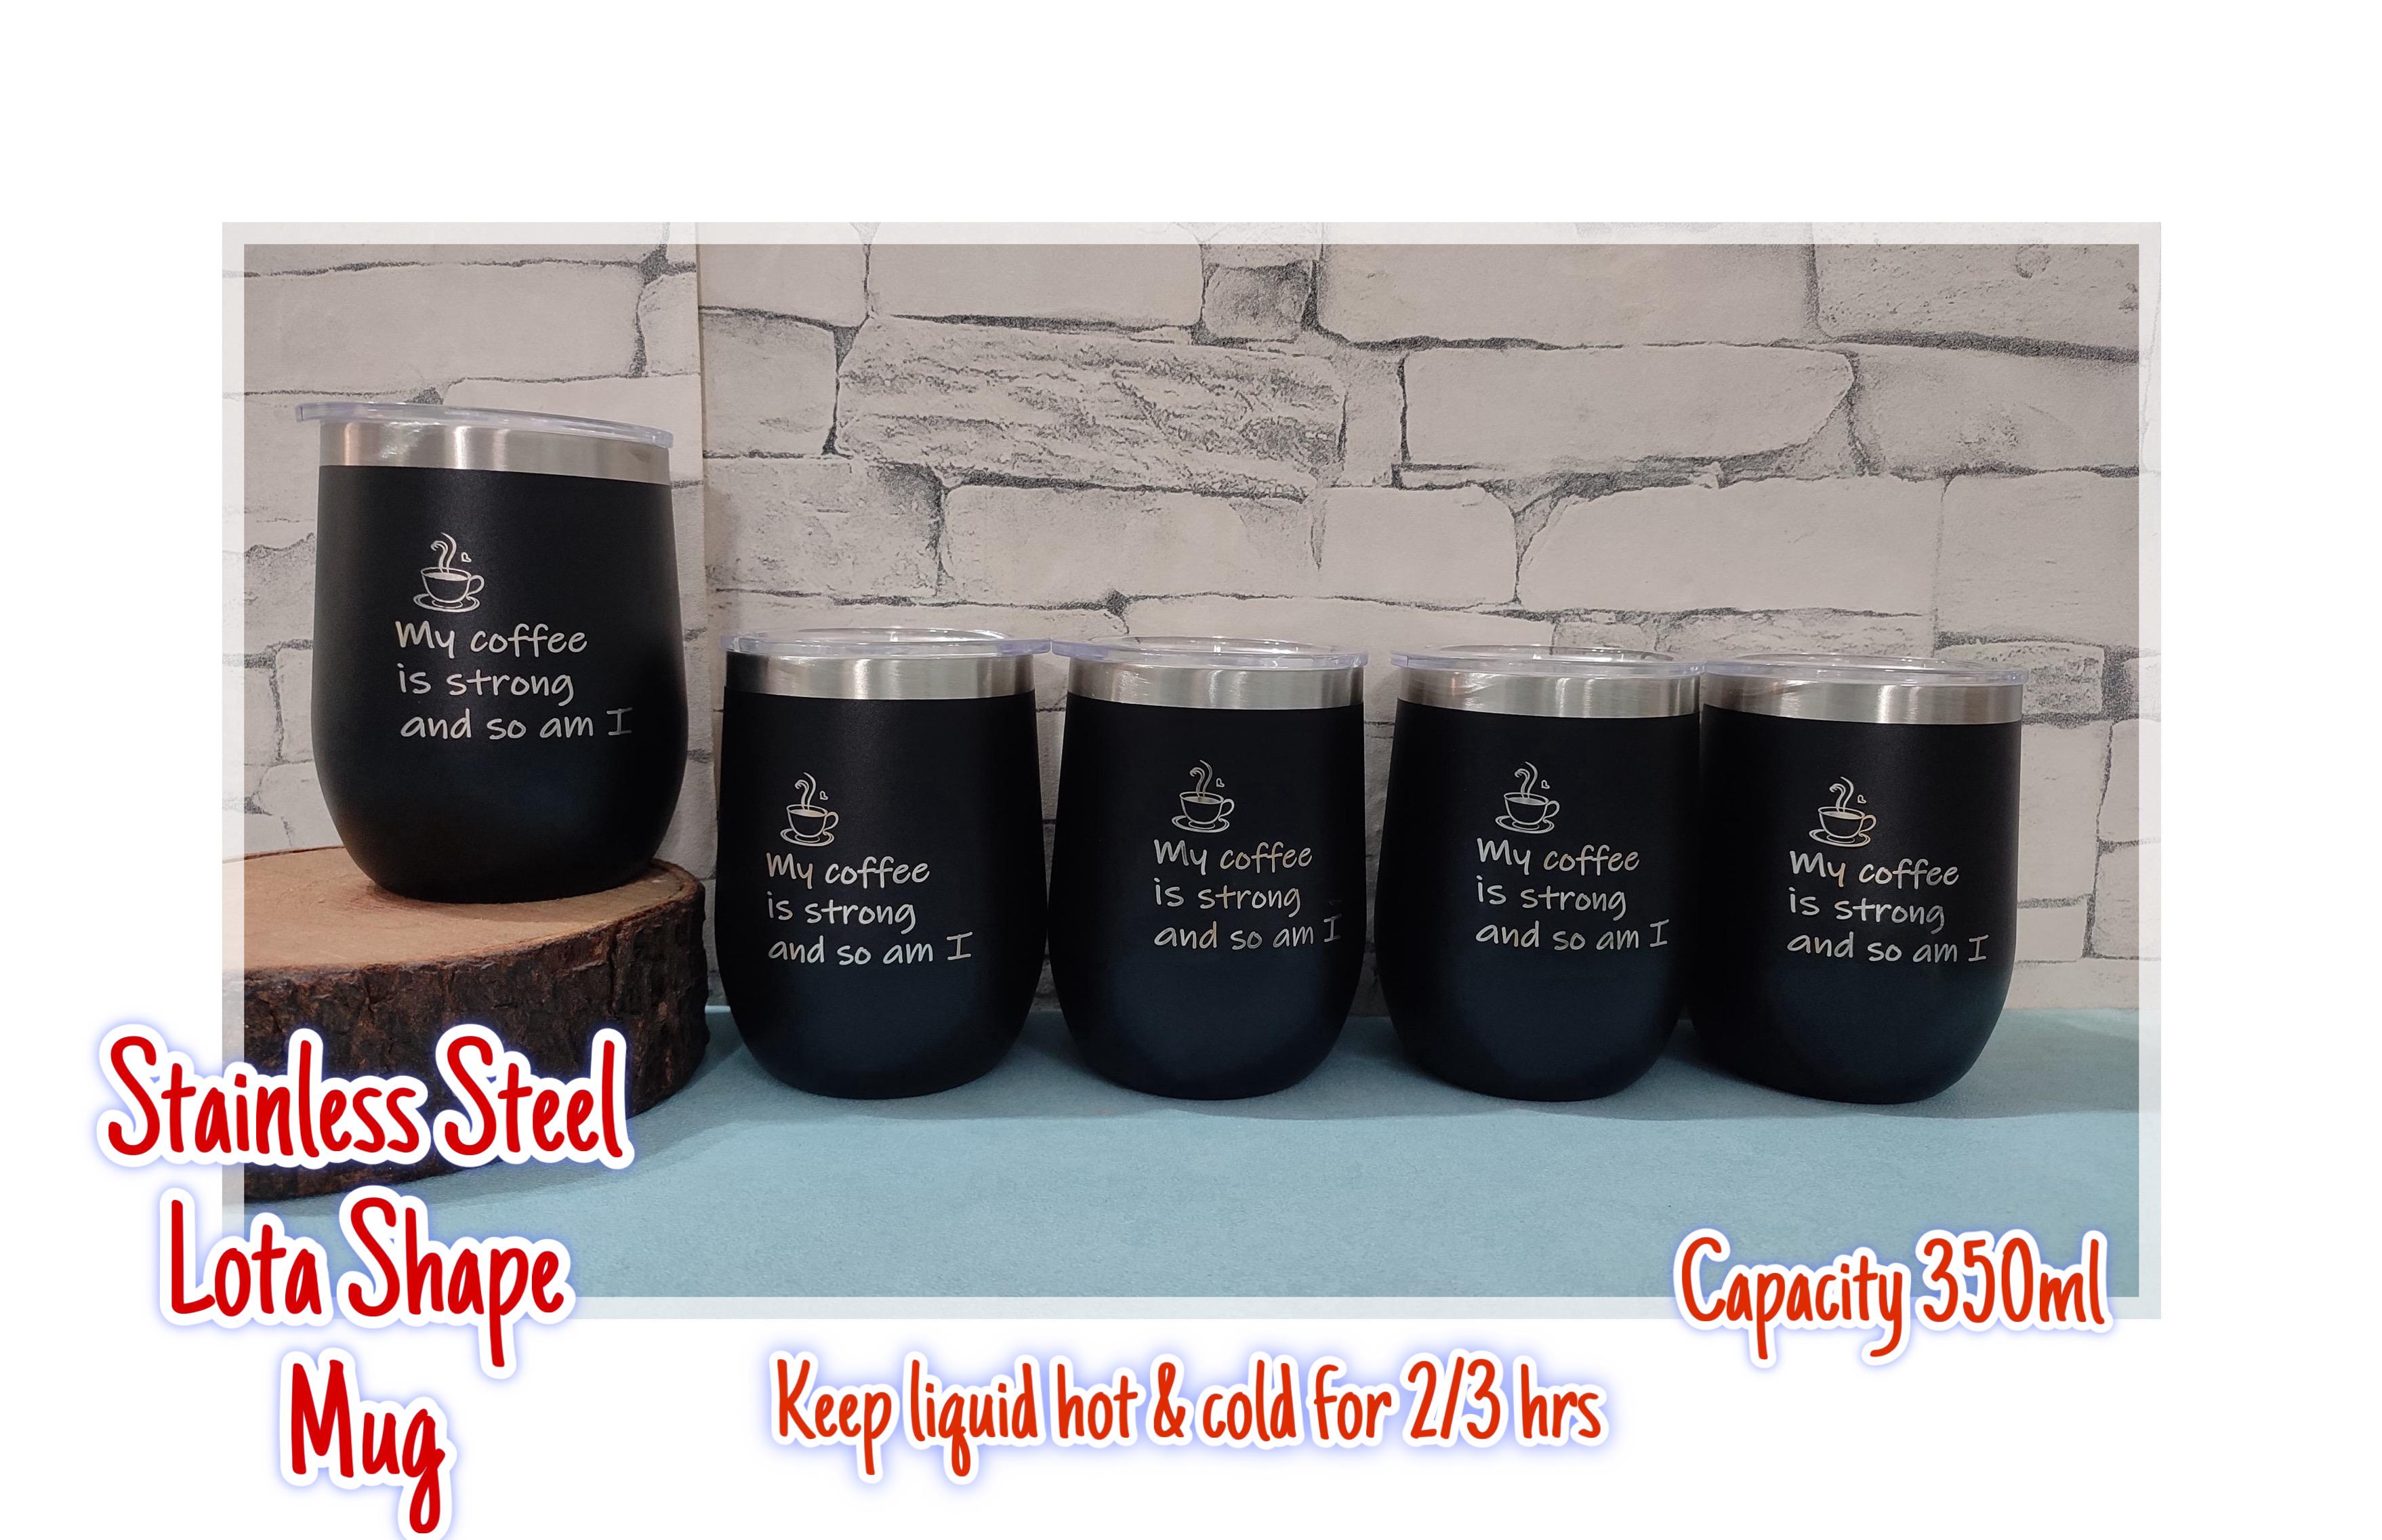 My coffee
is strong
and so am I
My coffee
is strong
and so am I
My coffee
is strong
and so am I
My coffee
is strong
and so am I
My coffee
is strong
and so am I
Stainless Steel
Lota Shape
Mug
Capacity 350ml
Keep liquid hot & cold for 2/3 hrs